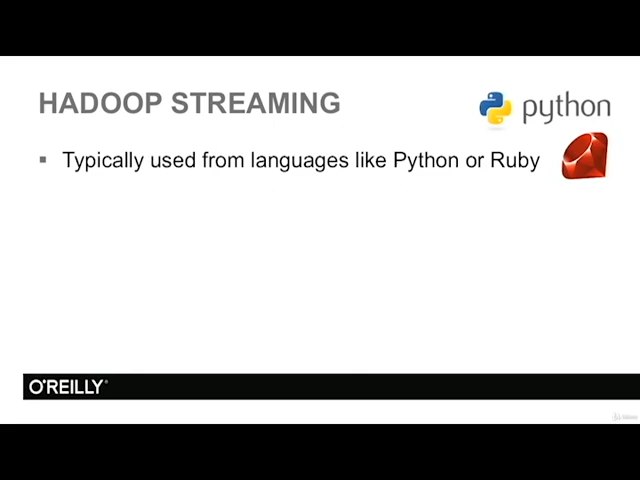 HADOOP STREAMING
python
▪ Typically used from languages like Python or Ruby
O'REILLY®